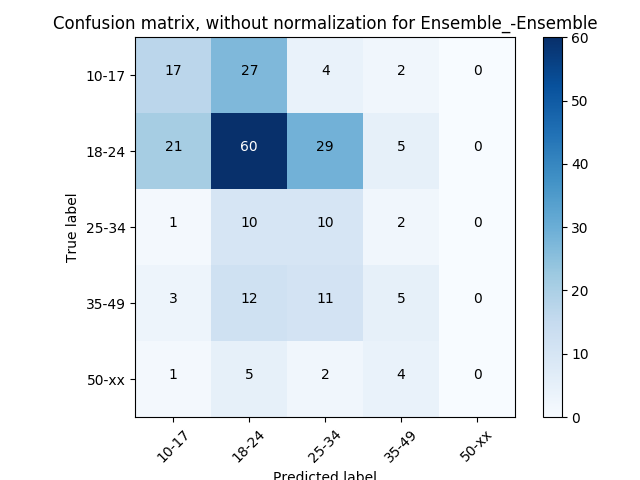 Confusion matrix, without normalization for Ensemble_-Ensemble
True label
10-17 17 27 4 2 0
18-24 21 60 29 5 0
25-34 1 10 10 2 0
35-49 3 12 11 5 0
50-xx 1 5 2 4 0
10-17 18-24 25-34 35-49 50-xx
Predicted label
60
50
40
30
20
10
0